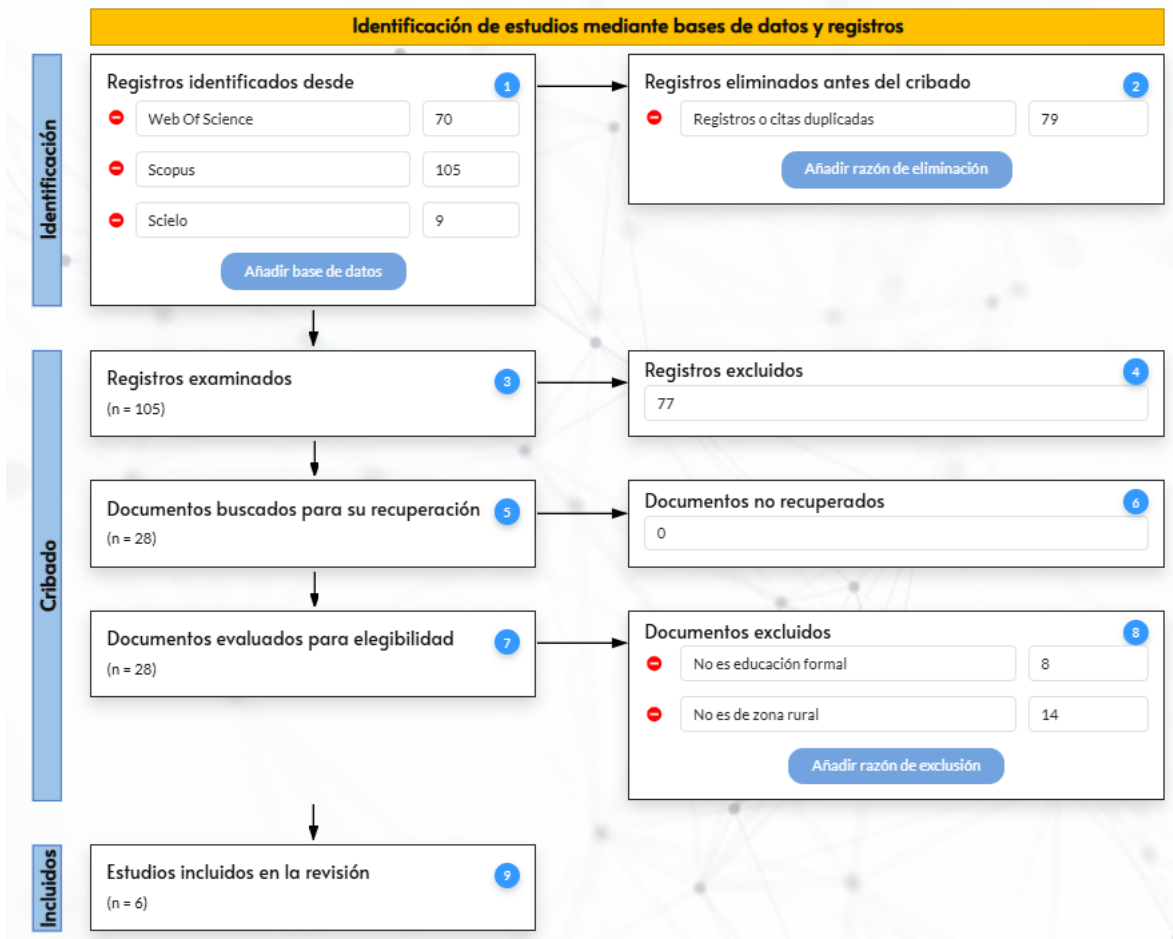 Identificación de estudios mediante bases de datos y registros
Identificación
Registros identificados desde
1
Web Of Science
70
Scopus
105
Scielo
9
Añadir base de datos
Registros eliminados antes del cribado
2
Registros o citas duplicadas
79
Añadir razón de eliminación
Cribado
Registros examinados
3
(n = 105)
Registros excluidos
4
77
Documentos buscados para su recuperación
5
(n = 28)
Documentos no recuperados
6
0
Documentos evaluados para elegibilidad
7
(n = 28)
Documentos excluidos
8
No es educación formal
8
No es de zona rural
14
Añadir razón de exclusión
Incluidos
Estudios incluidos en la revisión
9
(n = 6)